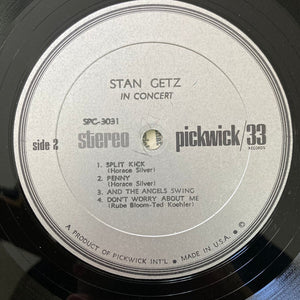 STAN GETZ
IN CONCERT
SPC-3031
side 2 stereo pickwick/33
RECORDS
1. SPLIT KICK
(Horace Silver)
2. PENNY
(Horace Silver)
3. AND THE ANGELS SWING
4. DON'T WORRY ABOUT ME
(Rube Bloom-Ted Koehler)
A PRODUCT OF PICKWICK INT'L. • MADE IN U.S.A.